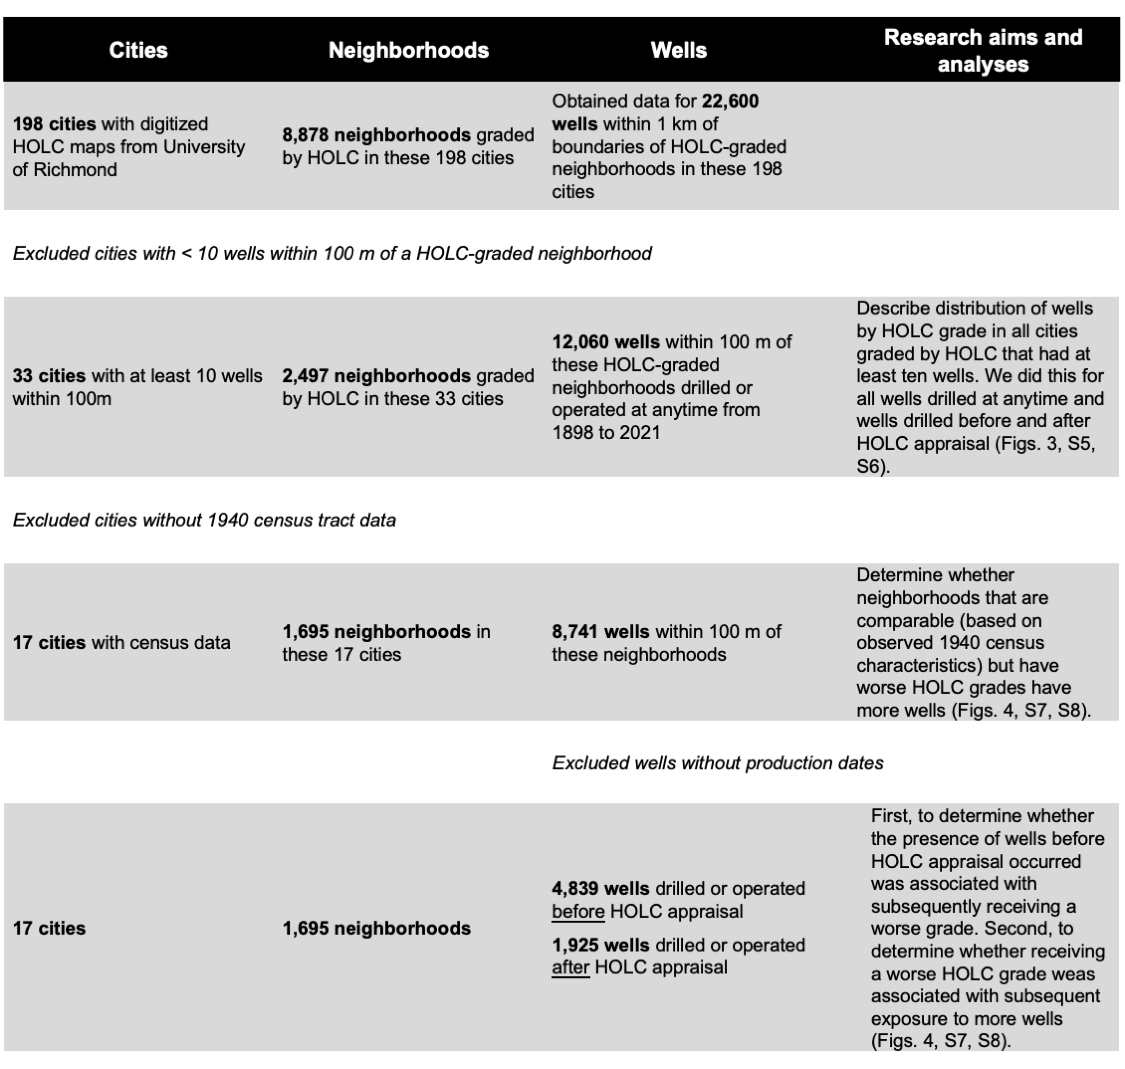 Cities
Neighborhoods
Wells
Research aims and
analyses
198 cities with digitized
HOLC maps from University
of Richmond
8,878 neighborhoods graded
by HOLC in these 198 cities
Obtained data for 22,600
wells within 1 km of
boundaries of HOLC-graded
neighborhoods in these 198
cities
Excluded cities with < 10 wells within 100 m of a HOLC-graded neighborhood
33 cities with at least 10 wells
within 100m
2,497 neighborhoods graded
by HOLC in these 33 cities
12,060 wells within 100 m of
these HOLC-graded
neighborhoods drilled or
operated at anytime from
1898 to 2021
Describe distribution of wells
by HOLC grade in all cities
graded by HOLC that had at
least ten wells. We did this for
all wells drilled at anytime and
wells drilled before and after
HOLC appraisal (Figs. 3, S5,
S6).
Excluded cities without 1940 census tract data
17 cities with census data
1,695 neighborhoods in
these 17 cities
8,741 wells within 100 m of
these neighborhoods
Determine whether
neighborhoods that are
comparable (based on
observed 1940 census
characteristics) but have
worse HOLC grades have
more wells (Figs. 4, S7, S8).
Excluded wells without production dates
17 cities
1,695 neighborhoods
4,839 wells drilled or operated
before HOLC appraisal
1,925 wells drilled or operated
after HOLC appraisal
First, to determine whether
the presence of wells before
HOLC appraisal occurred
was associated with
subsequently receiving a
worse grade. Second, to
determine whether receiving
a worse HOLC grade weas
associated with subsequent
exposure to more wells
(Figs. 4, S7, S8).